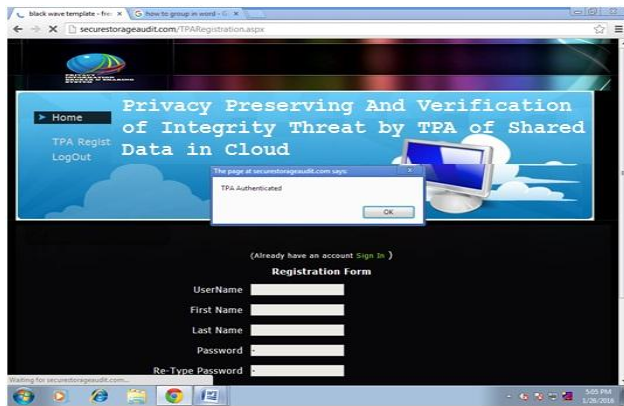 black wave template - fre
how to group in word - G
securestorageaudit.com/TPARegistration.aspx
Privacy Preserving And Verification
of Integrity Threat by TPA of Shared
Data in Cloud
Home
TPA Regist
LogOut
The page at securestorageaudit.com says:
TPA Authenticated
OK
(Already have an account Sign In )
Registration Form
UserName
First Name
Last Name
Password
Re-Type Password
Waiting for securestorageaudit.com...
5:05 PM
1/26/2016